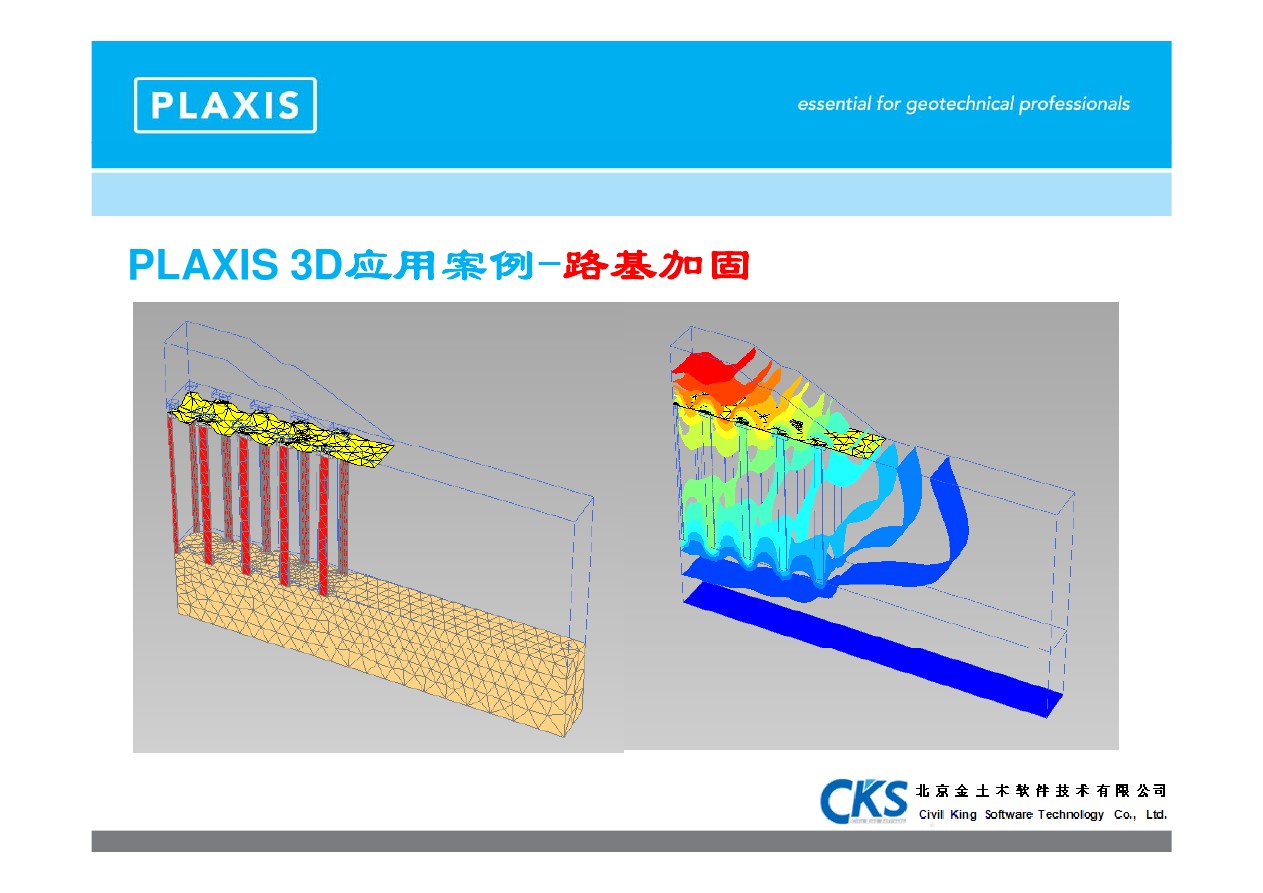 PLAXIS
essential for geotechnical professionals
PLAXIS 3D应用案例-路基加固
CKS
北京金土木软件技术有限公司
Civil King Software Technology Co., Ltd.